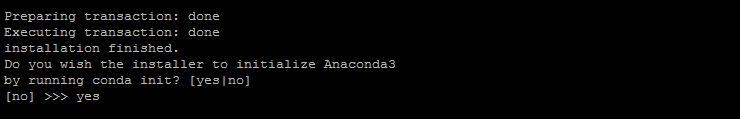 Preparing transaction: done
Executing transaction: done
installation finished.
Do you wish the installer to initialize Anaconda3
by running conda init? [yes|no]
[no] >>> yes